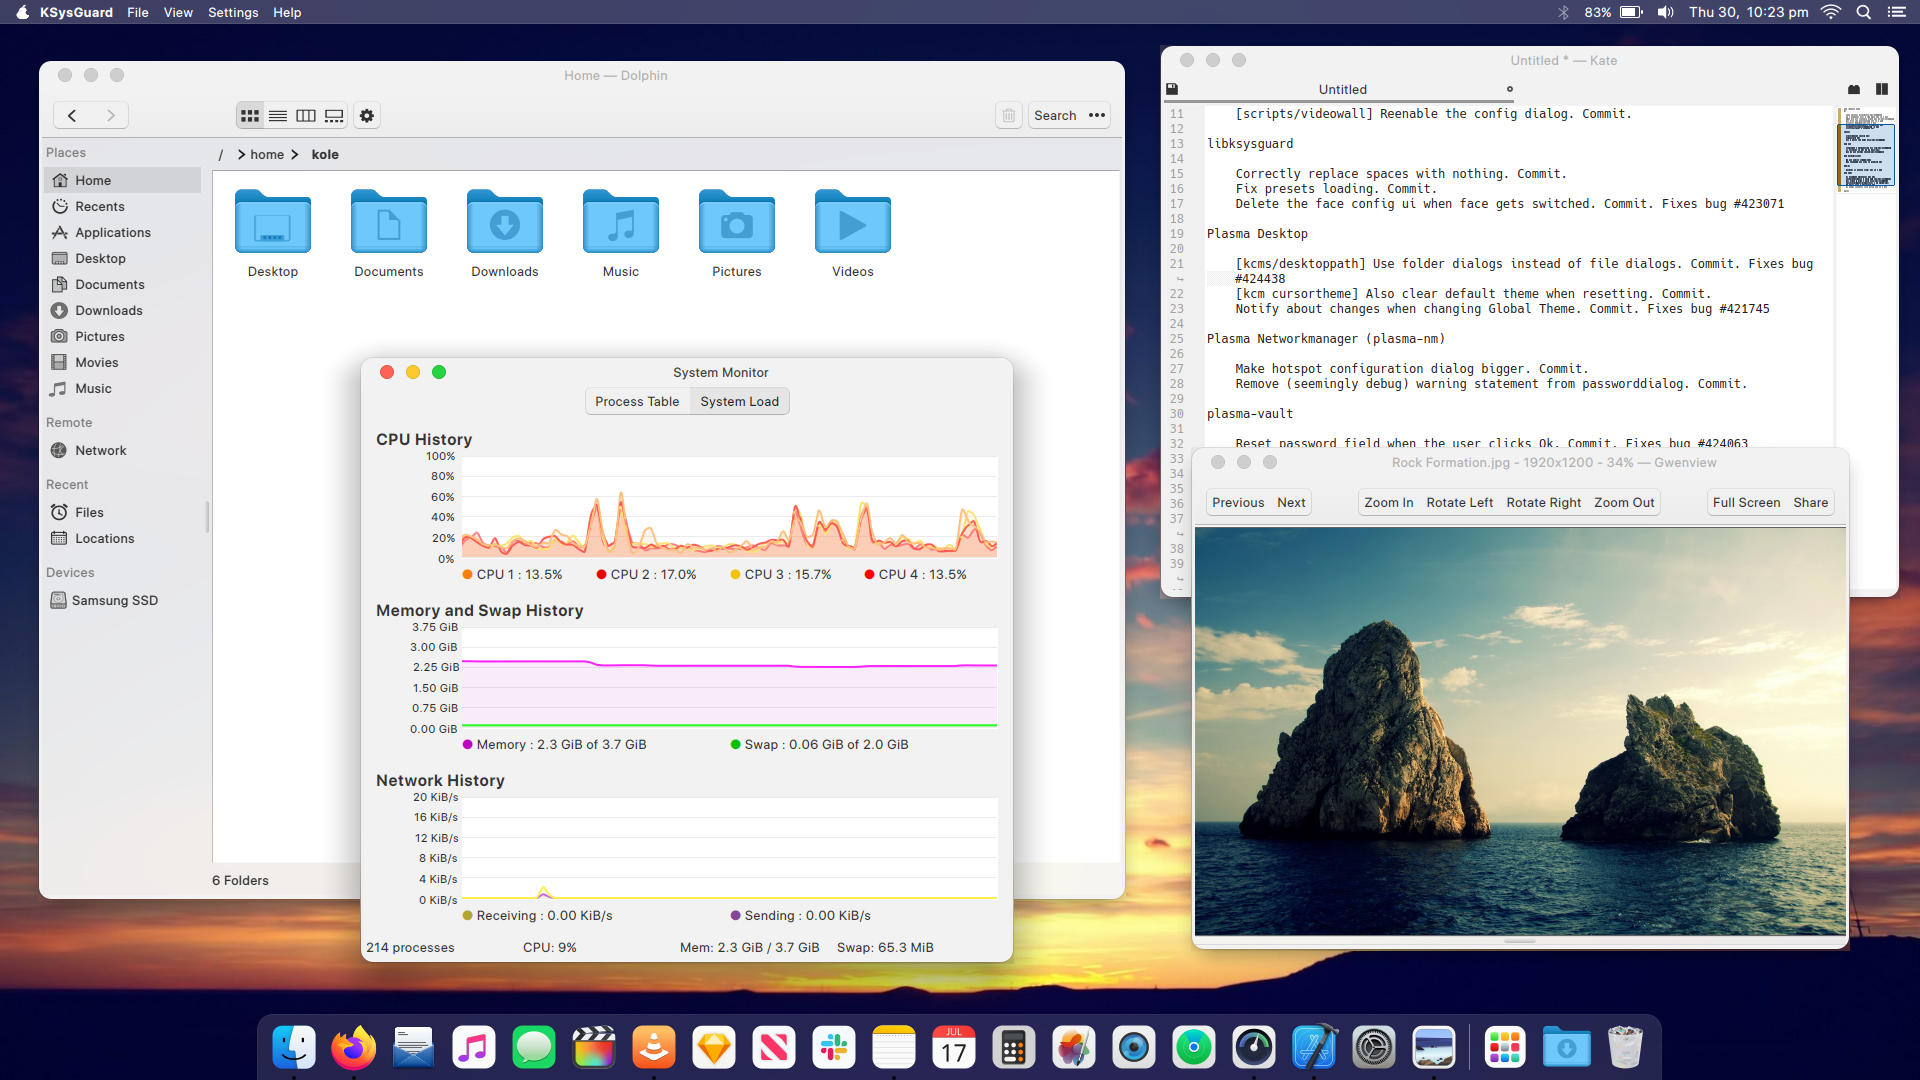 KSysGuard File View Settings Help
83% Thu 30, 10:23 pm
Home — Dolphin
Search
Places
/ home kole
Home
Recents
Applications
Desktop
Documents
Downloads
Pictures
Movies
Music
Remote
Network
Recent
Files
Locations
Devices
Samsung SSD
Desktop Documents Downloads Music Pictures Videos
6 Folders
System Monitor
Process Table System Load
CPU History
100%
80%
60%
40%
20%
0%
CPU 1 : 13.5% CPU 2 : 17.0% CPU 3 : 15.7% CPU 4 : 13.5%
Memory and Swap History
3.75 GiB
3.00 GiB
2.25 GiB
1.50 GiB
0.75 GiB
0.00 GiB
Memory : 2.3 GiB of 3.7 GiB Swap : 0.06 GiB of 2.0 GiB
Network History
20 KiB/s
16 KiB/s
12 KiB/s
8 KiB/s
4 KiB/s
0 KiB/s
Receiving : 0.00 KiB/s Sending : 0.00 KiB/s
214 processes CPU: 9% Mem: 2.3 GiB / 3.7 GiB Swap: 65.3 MiB
Untitled * — Kate
Untitled
11 [scripts/videowall] Reenable the config dialog. Commit.
12
13 libksysguard
14
15 Correctly replace spaces with nothing. Commit.
16 Fix presets loading. Commit.
17 Delete the face config ui when face gets switched. Commit. Fixes bug #423071
18
19 Plasma Desktop
20
21 [kcms/desktoppath] Use folder dialogs instead of file dialogs. Commit. Fixes bug
#424438
22 [kcm cursortheme] Also clear default theme when resetting. Commit.
23 Notify about changes when changing Global Theme. Commit. Fixes bug #421745
24
25 Plasma Networkmanager (plasma-nm)
26
27 Make hotspot configuration dialog bigger. Commit.
28 Remove (seemingly debug) warning statement from passworddialog. Commit.
29
30 plasma-vault
31
32 Reset password field when the user clicks Ok. Commit. Fixes bug #424063
33
34
35
36
37
38
39
Rock Formation.jpg - 1920x1200 - 34% — Gwenview
Previous Next Zoom In Rotate Left Rotate Right Zoom Out Full Screen Share
JUL
17